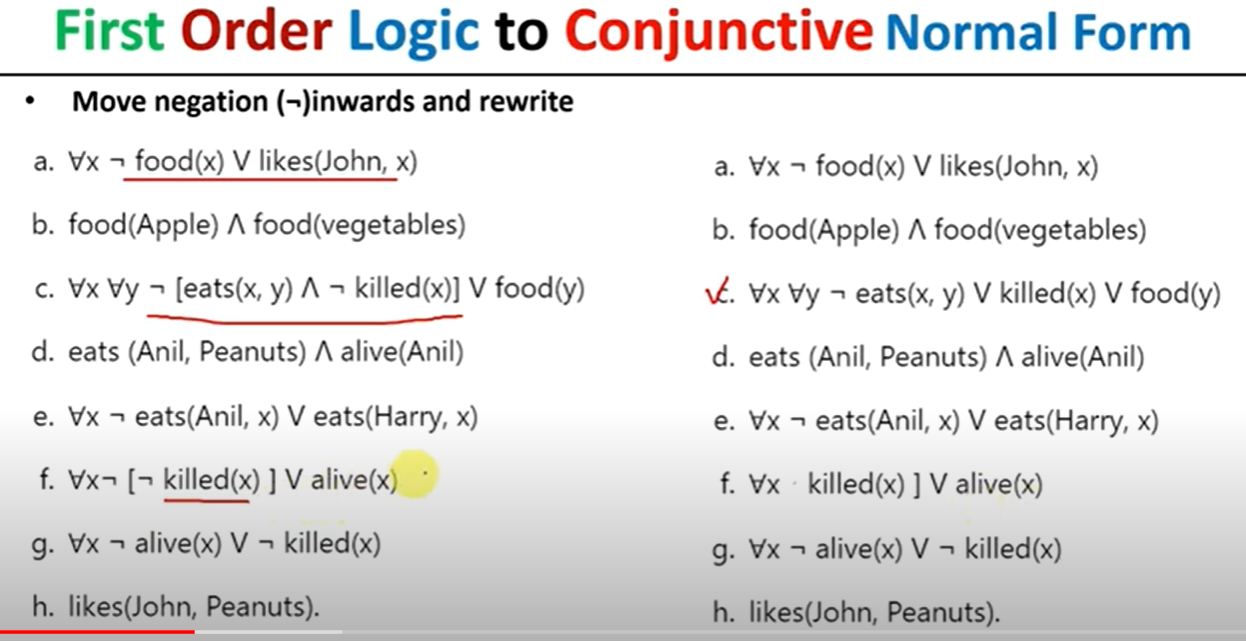 First Order Logic to Conjunctive Normal Form
• Move negation (¬)inwards and rewrite
a. ∀x ¬ food(x) V likes(John, x)
b. food(Apple) Λ food(vegetables)
c. ∀x ∀y ¬ [eats(x, y) Λ ¬ killed(x)] V food(y)
d. eats (Anil, Peanuts) Λ alive(Anil)
e. ∀x ¬ eats(Anil, x) V eats(Harry, x)
f. ∀x¬ [¬ killed(x) ] V alive(x)
g. ∀x ¬ alive(x) V ¬ killed(x)
h. likes(John, Peanuts).
a. ∀x ¬ food(x) V likes(John, x)
b. food(Apple) Λ food(vegetables)
c. ∀x ∀y ¬ eats(x, y) V killed(x) V food(y)
d. eats (Anil, Peanuts) Λ alive(Anil)
e. ∀x ¬ eats(Anil, x) V eats(Harry, x)
f. ∀x killed(x) ] V alive(x)
g. ∀x ¬ alive(x) V ¬ killed(x)
h. likes(John, Peanuts).